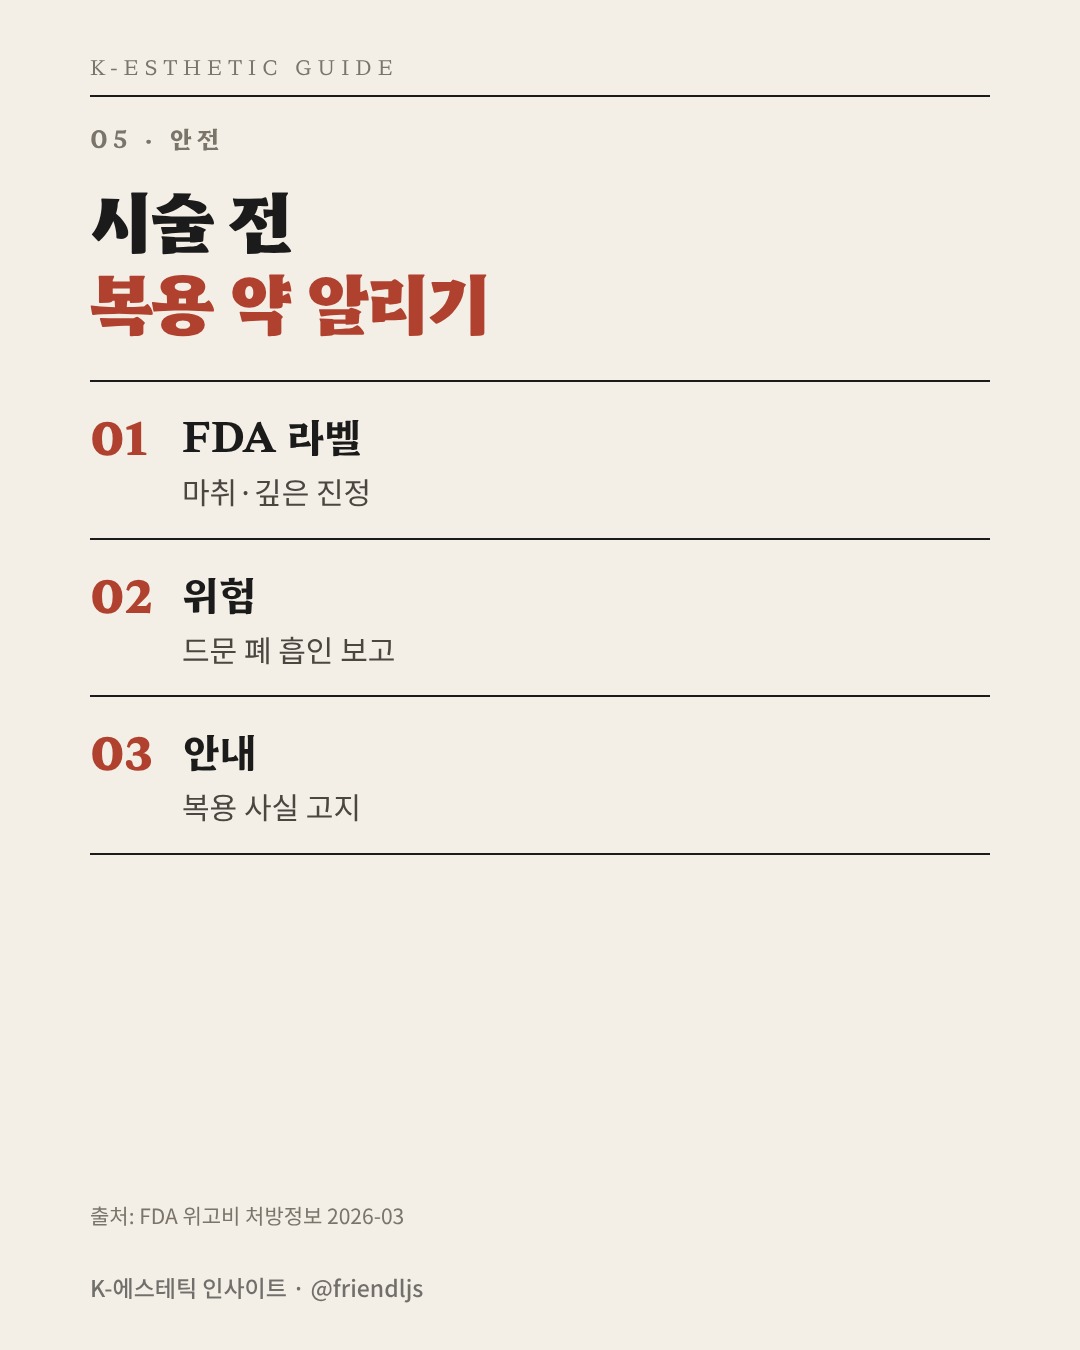 K-ESTHETIC GUIDE
05 · 안전
시술 전
복용 약 알리기
01 FDA 라벨
마취·깊은 진정
02 위험
드문 폐 흡인 보고
03 안내
복용 사실 고지
출처: FDA 위고비 처방정보 2026-03
K-에스테틱 인사이트 · @friendljs